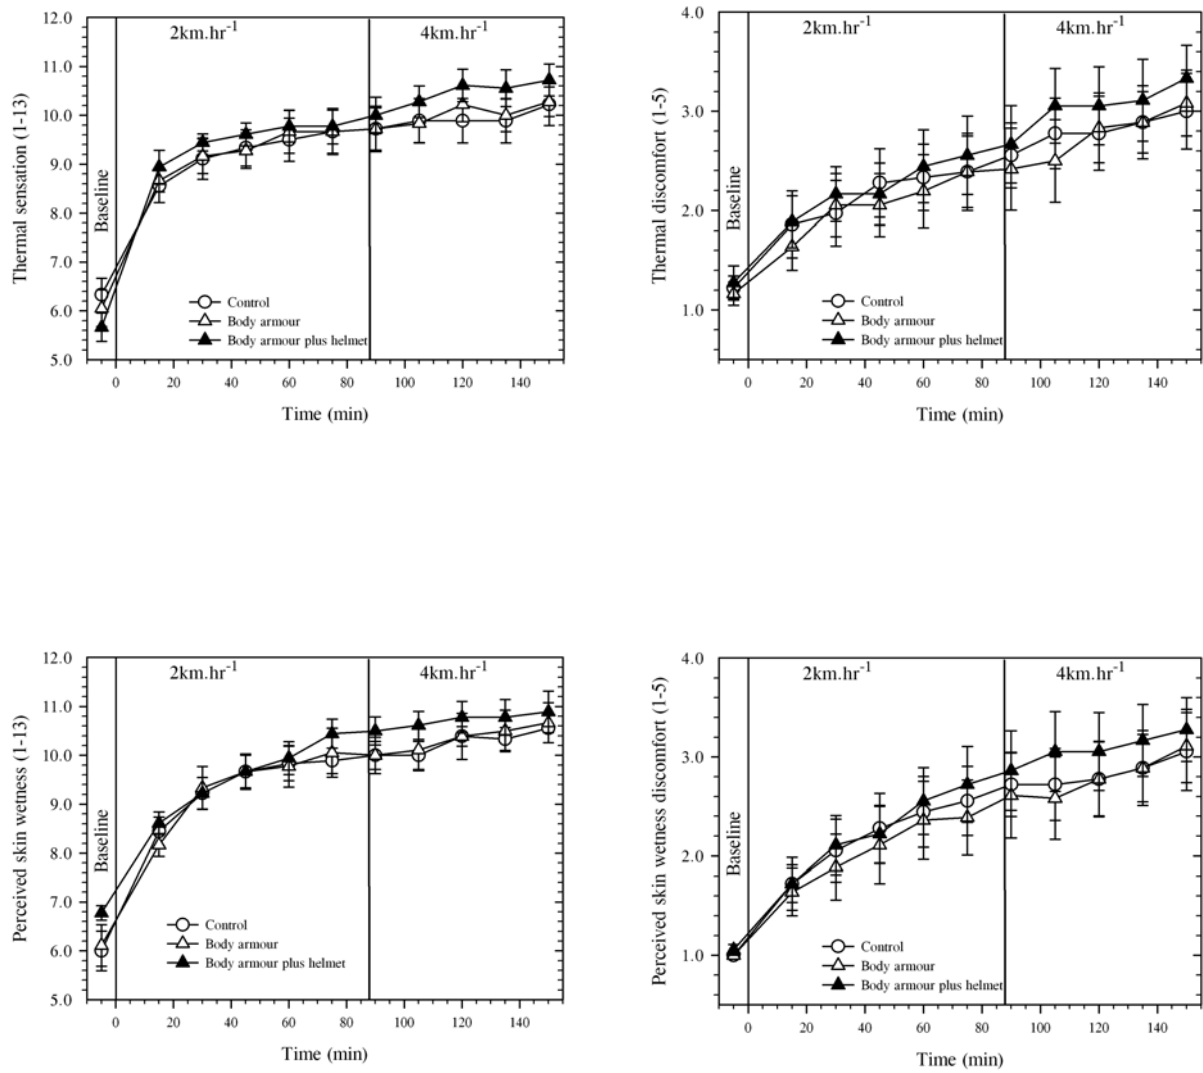 2km.hr-1
4km.hr-1
12.0
11.0
10.0
9.0
8.0
7.0
6.0
5.0
Thermal sensation (1-13)
Baseline
Control
Body armour
Body armour plus helmet
0 20 40 60 80 100 120 140
Time (min)
2km.hr-1
4km.hr-1
4.0
3.0
2.0
1.0
Thermal discomfort (1-5)
Baseline
Control
Body armour
Body armour plus helmet
0 20 40 60 80 100 120 140
Time (min)
2km.hr-1
4km.hr-1
12.0
11.0
10.0
9.0
8.0
7.0
6.0
5.0
Perceived skin wetness (1-13)
Baseline
Control
Body armour
Body armour plus helmet
0 20 40 60 80 100 120 140
Time (min)
2km.hr-1
4km.hr-1
4.0
3.0
2.0
1.0
Perceived skin wetness discomfort (1-5)
Baseline
Control
Body armour
Body armour plus helmet
0 20 40 60 80 100 120 140
Time (min)